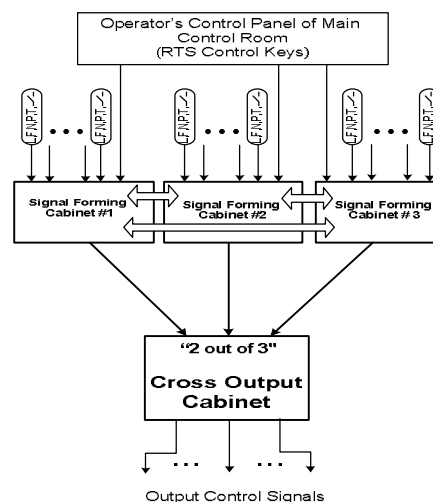 Operator's Control Panel of Main
Control Room
(RTS Control Keys)
L.F.N.P.T.-/-
L.F.N.P.T.-/-
L.F.N.P.T.-/-
L.F.N.P.T.-/-
L.F.N.P.T.-/-
L.F.N.P.T.-/-
Signal Forming
Cabinet #1
Signal Forming
Cabinet #2
Signal Forming
Cabinet # 3
“2 out of 3"
Cross Output
Cabinet
Output Control Signals